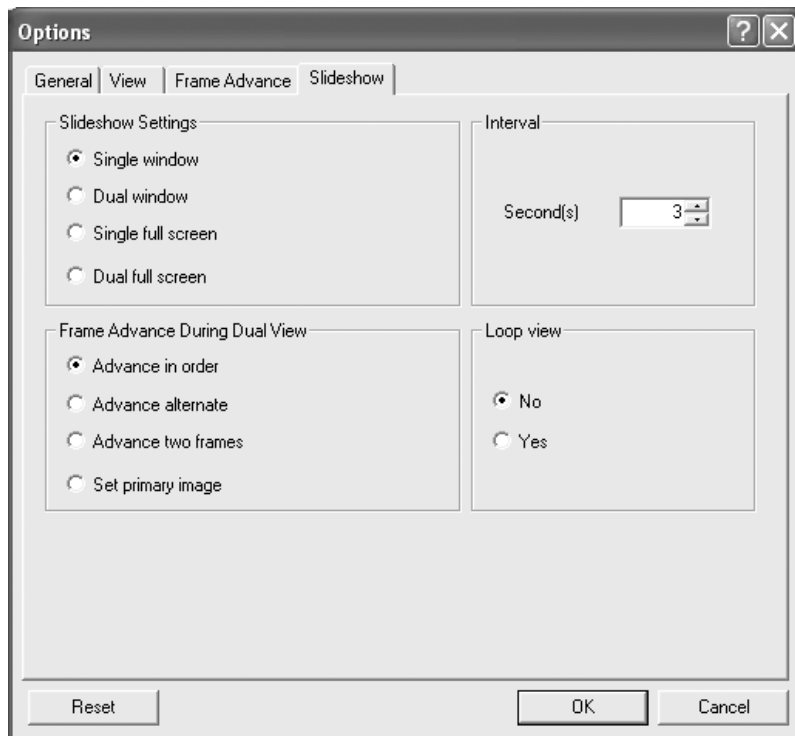 Options
General
View
Frame Advance
Slideshow
Slideshow Settings
Single window
Dual window
Single full screen
Dual full screen
Interval
Second(s)
3
Frame Advance During Dual View
Advance in order
Advance alternate
Advance two frames
Set primary image
Loop view
No
Yes
Reset
OK
Cancel